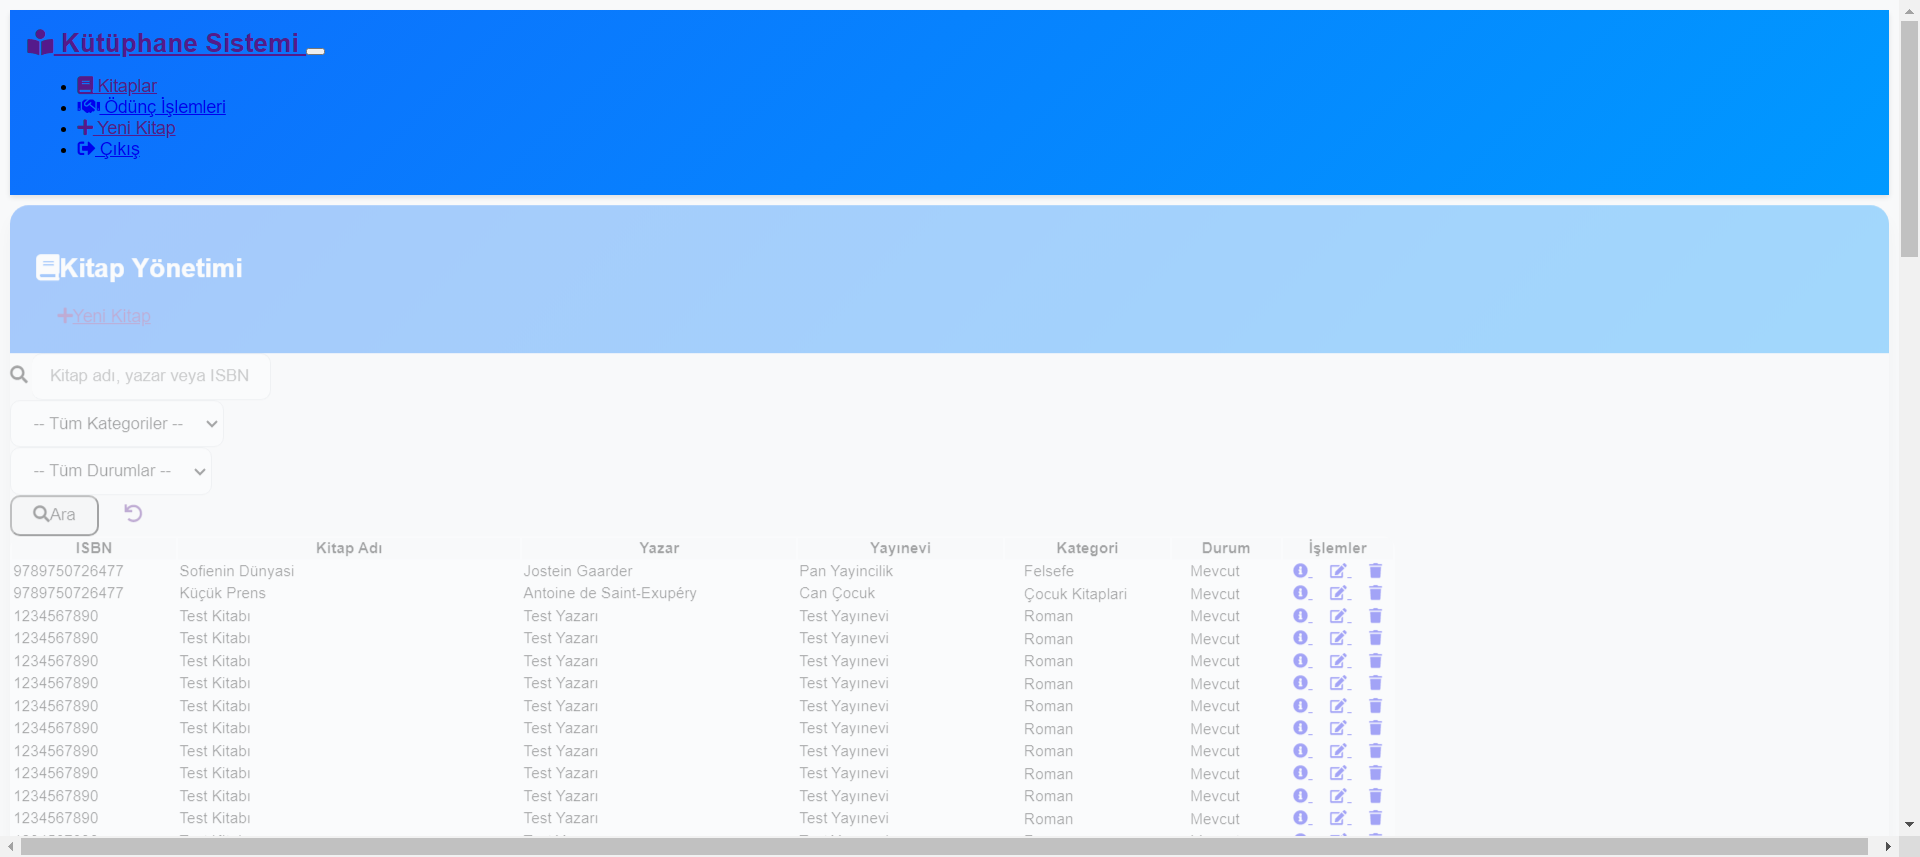 Kütüphane Sistemi
Kitaplar
Ödünç İşlemleri
Yeni Kitap
Çıkış
Kitap Yönetimi
Yeni Kitap
Kitap adı, yazar veya ISBN
-- Tüm Kategoriler --
-- Tüm Durumlar --
Ara
ISBN Kitap Adı Yazar Yayınevi Kategori Durum İşlemler
9789750726477 Sofienin Dünyasi Jostein Gaarder Pan Yayincilik Felsefe Mevcut
9789750726477 Küçük Prens Antoine de Saint-Exupéry Can Çocuk Çocuk Kitaplari Mevcut
1234567890 Test Kitabı Test Yazarı Test Yayınevi Roman Mevcut
1234567890 Test Kitabı Test Yazarı Test Yayınevi Roman Mevcut
1234567890 Test Kitabı Test Yazarı Test Yayınevi Roman Mevcut
1234567890 Test Kitabı Test Yazarı Test Yayınevi Roman Mevcut
1234567890 Test Kitabı Test Yazarı Test Yayınevi Roman Mevcut
1234567890 Test Kitabı Test Yazarı Test Yayınevi Roman Mevcut
1234567890 Test Kitabı Test Yazarı Test Yayınevi Roman Mevcut
1234567890 Test Kitabı Test Yazarı Test Yayınevi Roman Mevcut
1234567890 Test Kitabı Test Yazarı Test Yayınevi Roman Mevcut
1234567890 Test Kitabı Test Yazarı Test Yayınevi Roman Mevcut